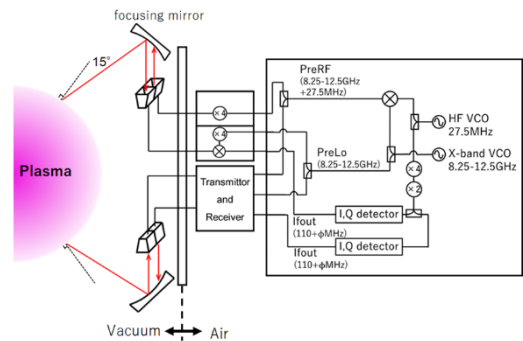 focusing mirror
15°
Plasma
Vacuum
Air
×4
×4
Transmittor
and
Receiver
PreRF
(8.25-12.5GHz
+27.5MHz)
PreLo
(8.25-12.5GHz)
HF VCO
27.5MHz
X-band VCO
8.25-12.5GHz
×4
×2
Ifout
(110+ϕMHz)
I,Q detector
I,Q detector
Ifout
(110+ϕMHz)